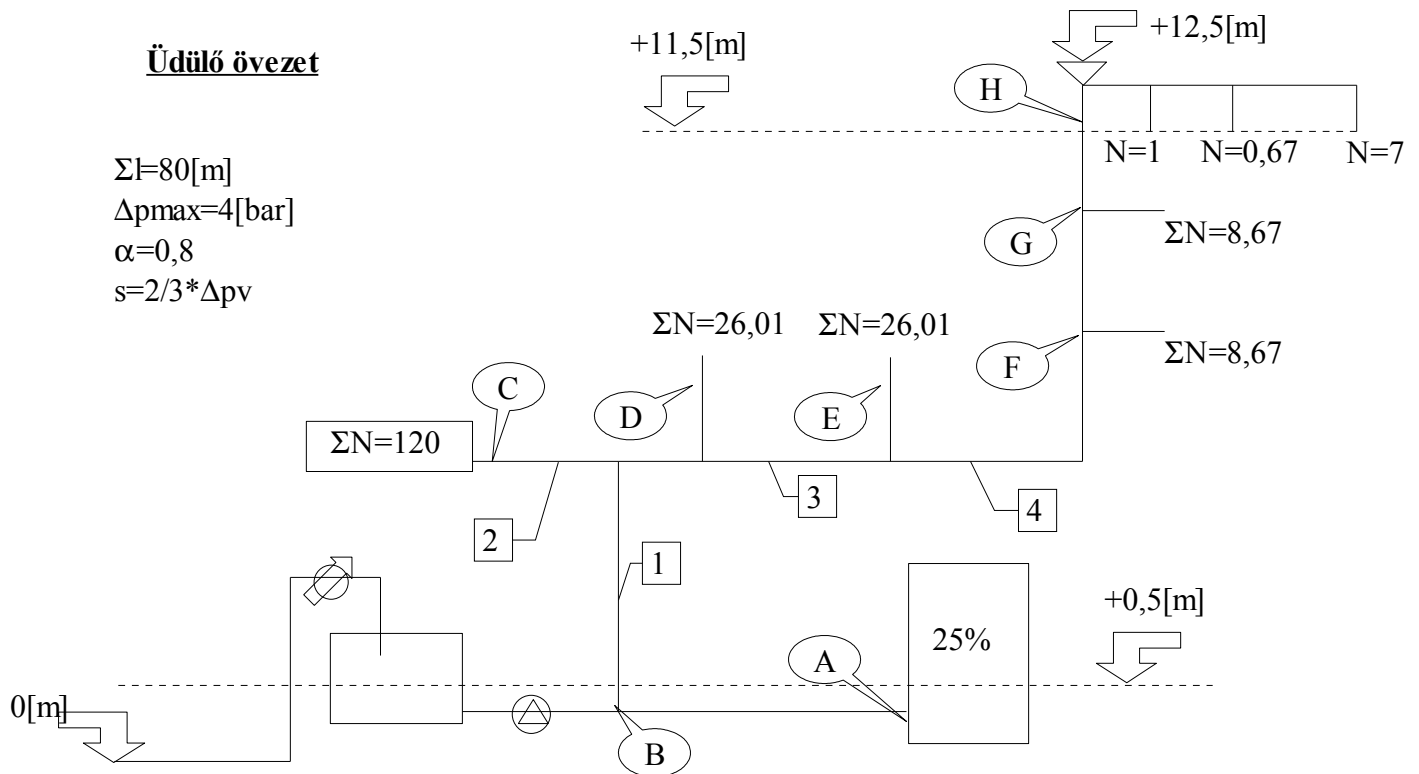 Üdülő övezet
+11,5[m]
+12,5[m]
Σl=80[m]
Δpmax=4[bar]
α=0,8
s=2/3*Δpv
H
N=1
N=0,67
N=7
G
ΣN=8,67
ΣN=26,01
ΣN=26,01
F
ΣN=8,67
C
D
E
ΣN=120
2
3
4
1
+0,5[m]
25%
A
0[m]
B